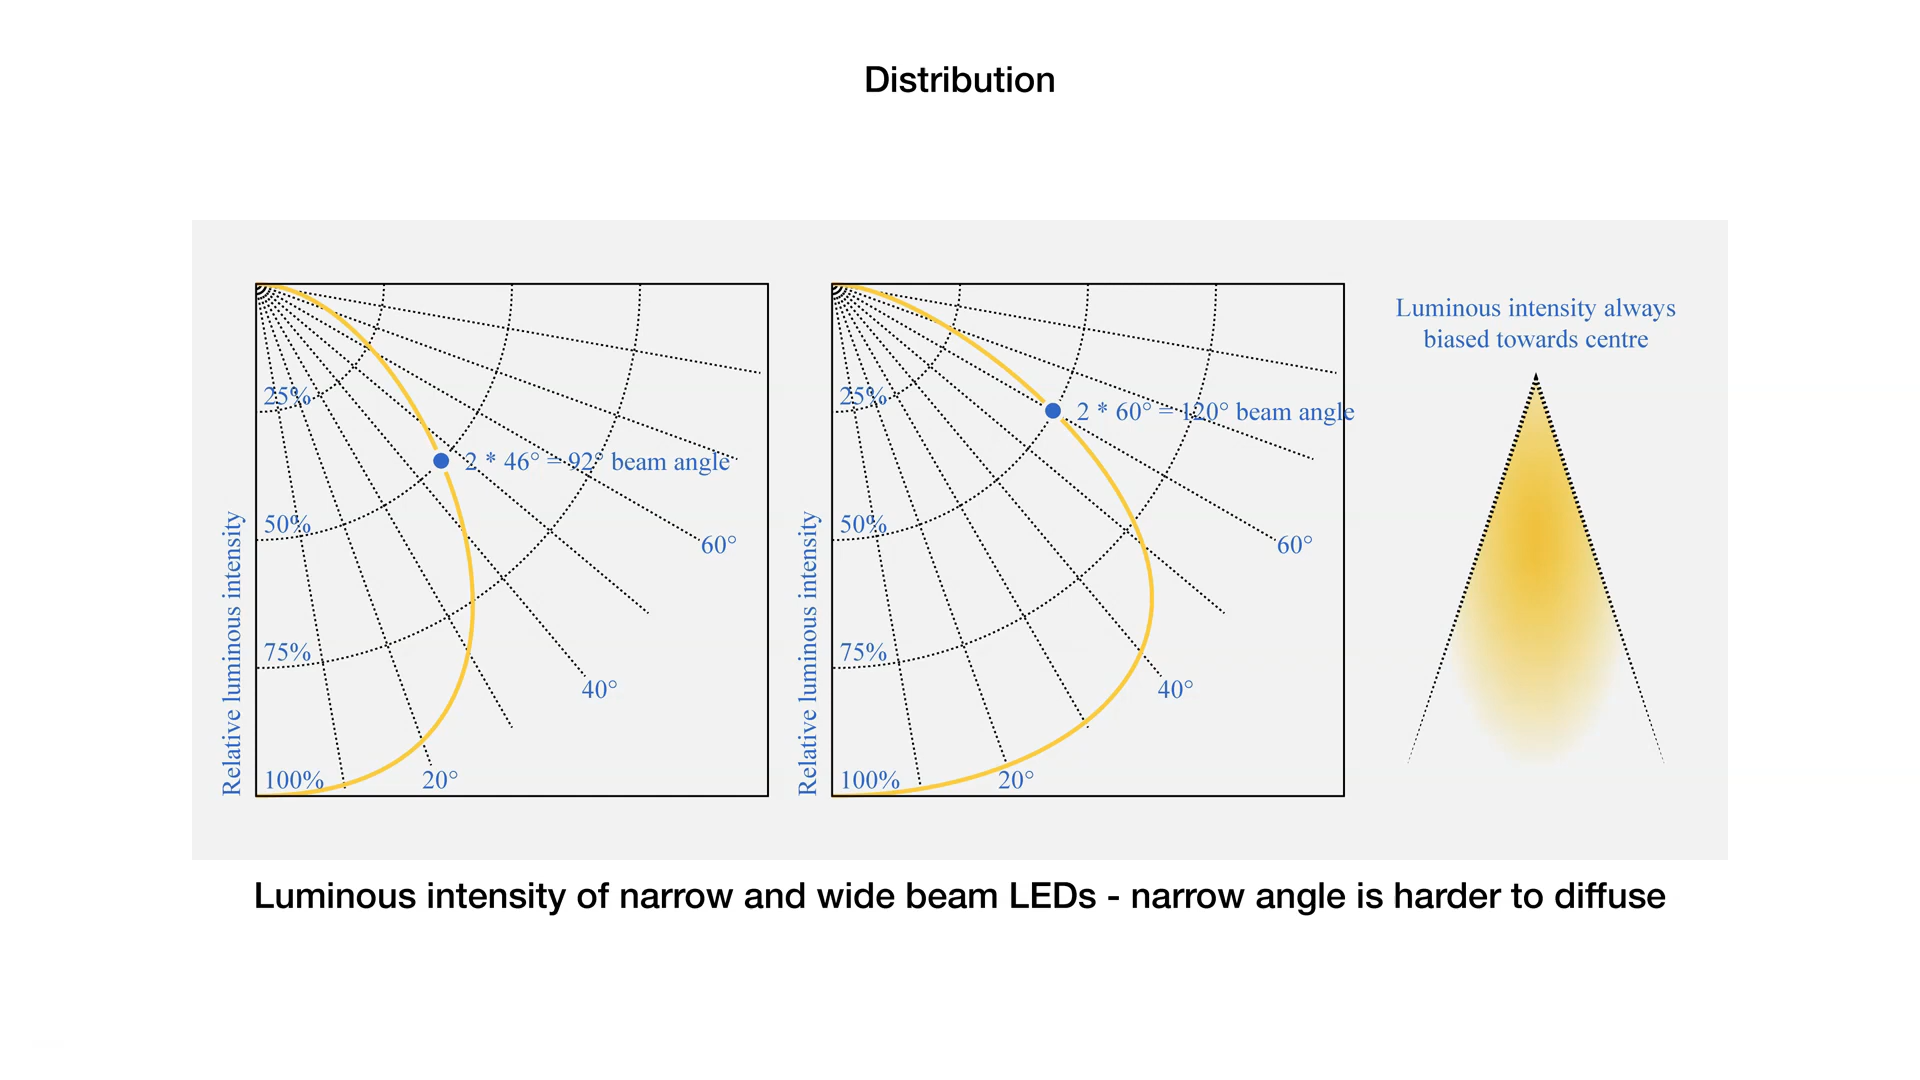 Distribution
Relative luminous intensity
25%
50%
75%
100%
2 * 46° = 92° beam angle
60°
40°
20°
Relative luminous intensity
25%
50%
75%
100%
2 * 60° = 120° beam angle
60°
40°
20°
Luminous intensity always
biased towards centre
Luminous intensity of narrow and wide beam LEDs - narrow angle is harder to diffuse